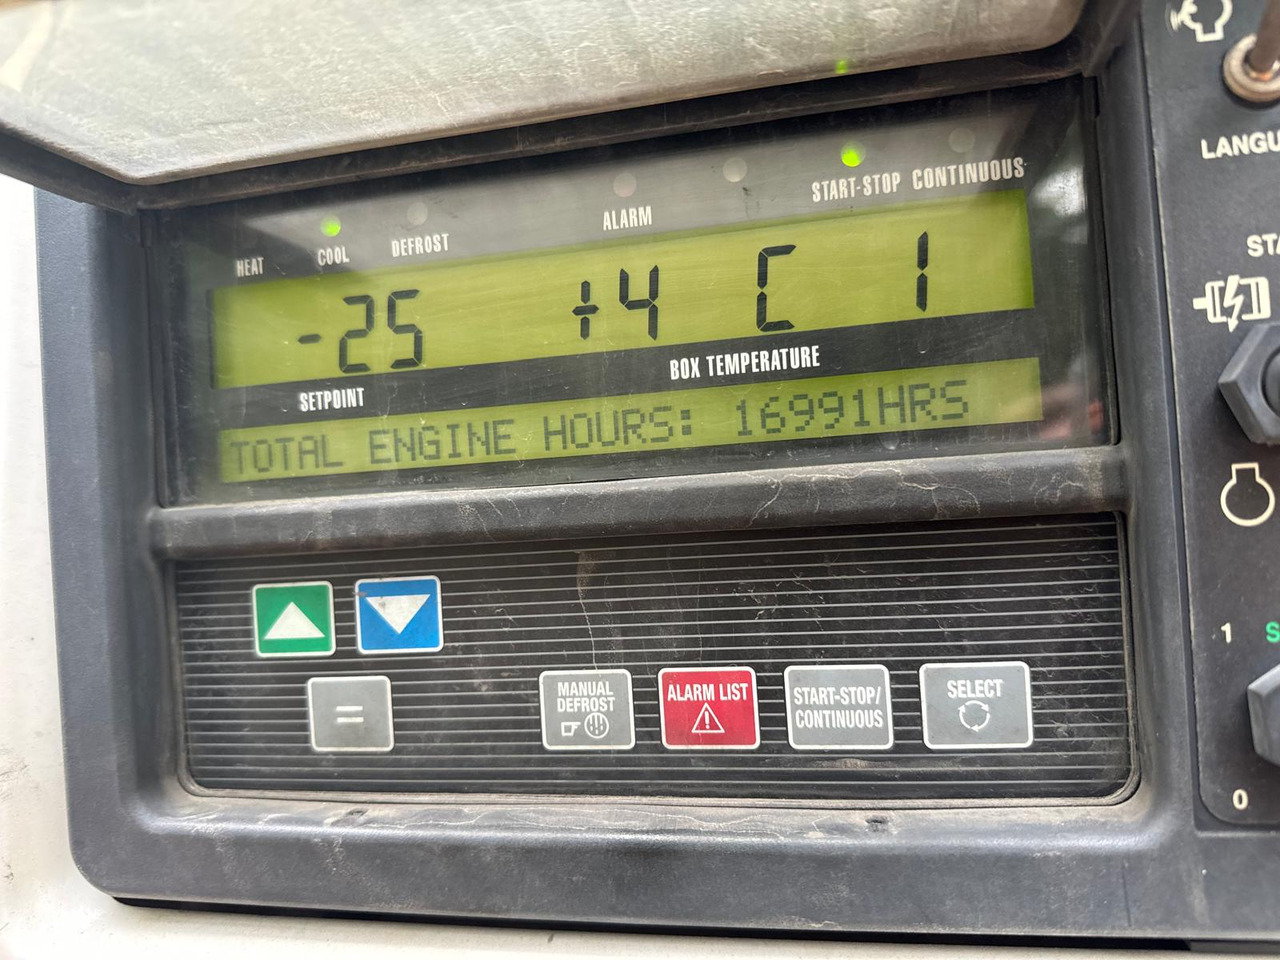 LANGU
START-STOP CONTINUOUS
ALARM
HEAT COOL DEFROST
-25 +4 C 1
SETPOINT BOX TEMPERATURE
TOTAL ENGINE HOURS: 16991HRS
STA
MANUAL DEFROST
ALARM LIST
START-STOP/
CONTINUOUS
SELECT
=
1 S
0